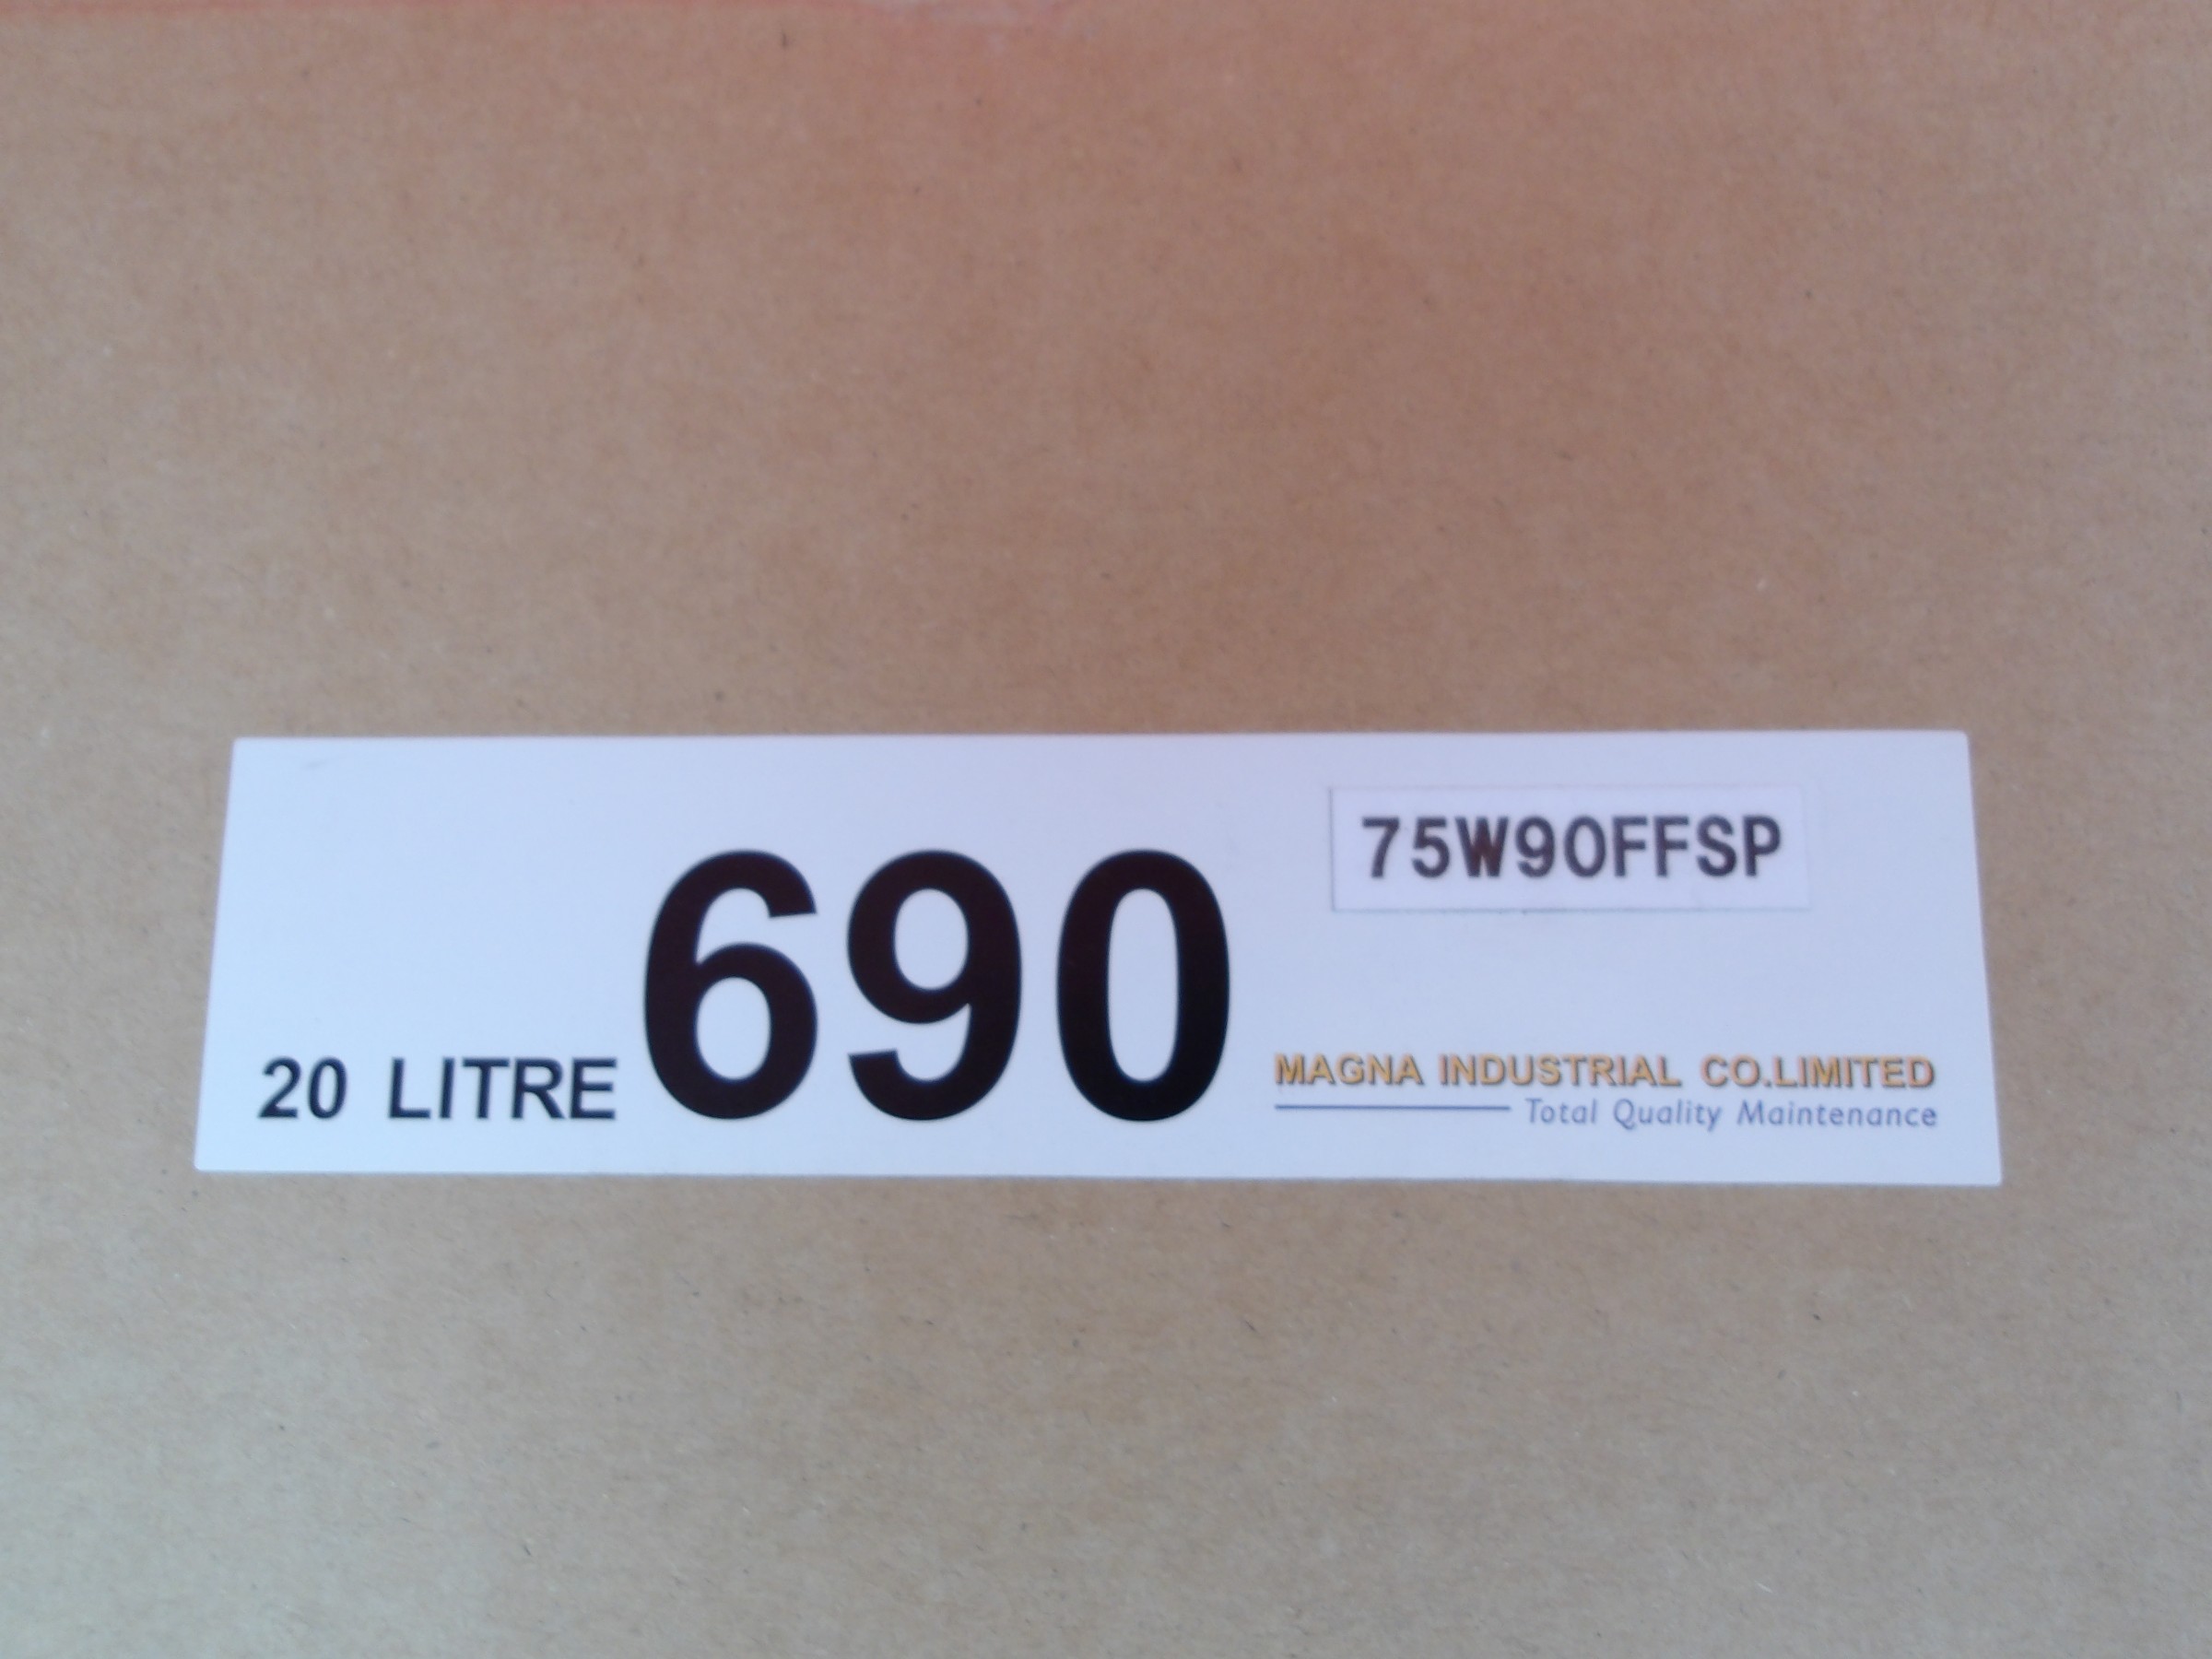 75W90FFSP
20 LITRE 690
MAGNA INDUSTRIAL CO.LIMITED
Total Quality Maintenance